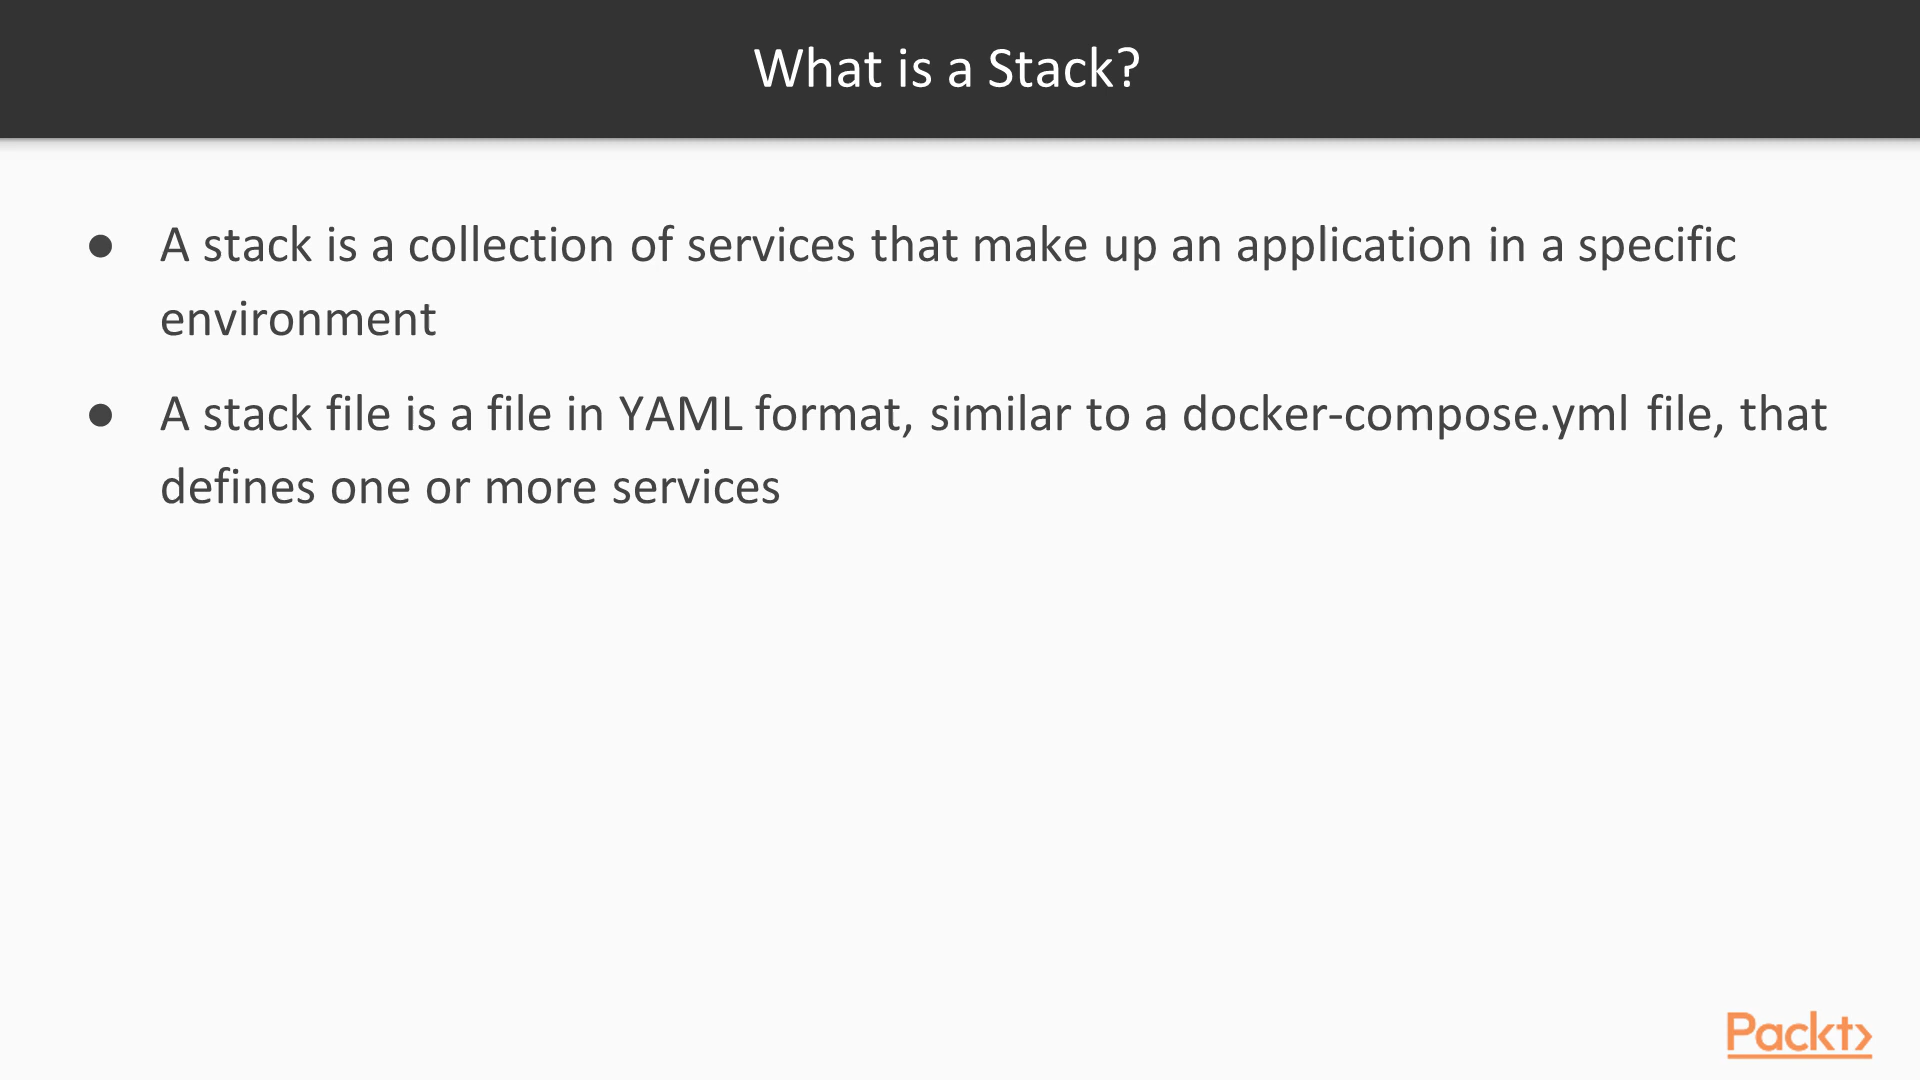 What is a Stack?
● A stack is a collection of services that make up an application in a specific
environment
● A stack file is a file in YAML format, similar to a docker-compose.yml file, that
defines one or more services
Packt>